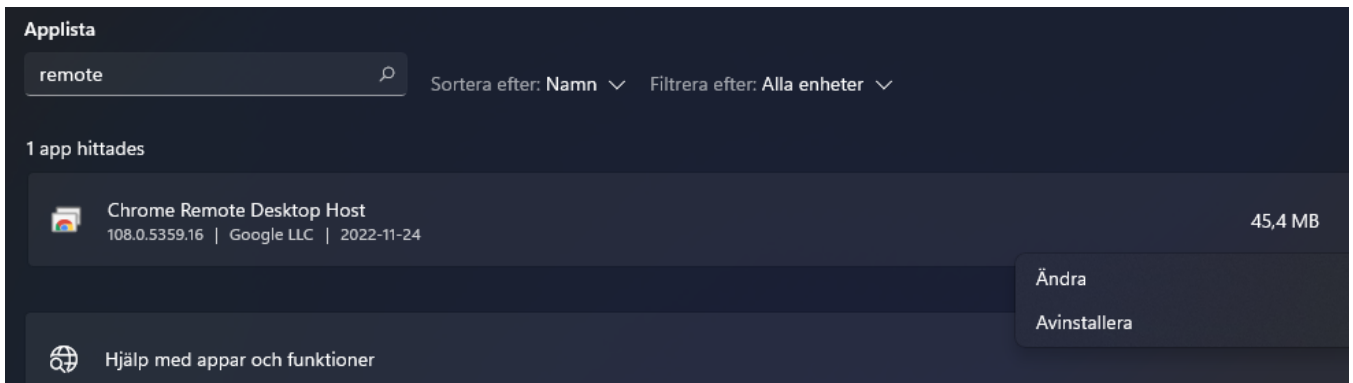 Applista
remote
Sortera efter: Namn Filtrera efter: Alla enheter
1 app hittades
Chrome Remote Desktop Host
45,4 MB
108.0.5359.16 | Google LLC | 2022-11-24
Ändra
Avinstallera
Hjälp med appar och funktioner